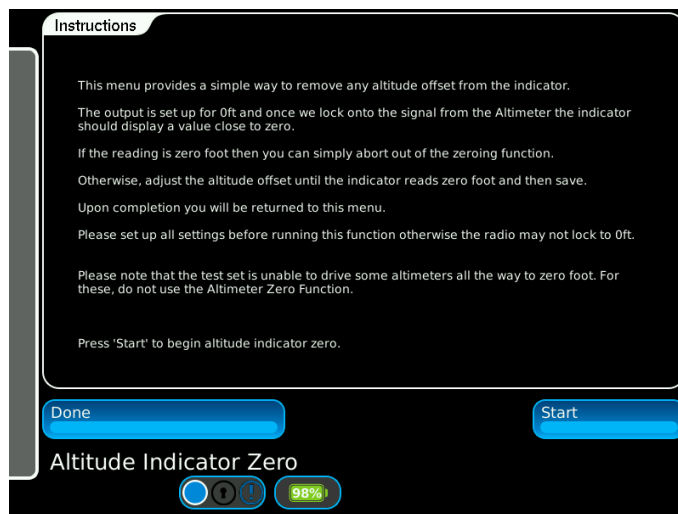 Instructions
This menu provides a simple way to remove any altitude offset from the indicator.
The output is set up for 0ft and once we lock onto the signal from the Altimeter the indicator
should display a value close to zero.
If the reading is zero foot then you can simply abort out of the zeroing function.
Otherwise, adjust the altitude offset until the indicator reads zero foot and then save.
Upon completion you will be returned to this menu.
Please set up all settings before running this function otherwise the radio may not lock to 0ft.
Please note that the test set is unable to drive some altimeters all the way to zero foot. For
these, do not use the Altimeter Zero Function.
Press 'Start' to begin altitude indicator zero.
Done
Start
Altitude Indicator Zero
98%